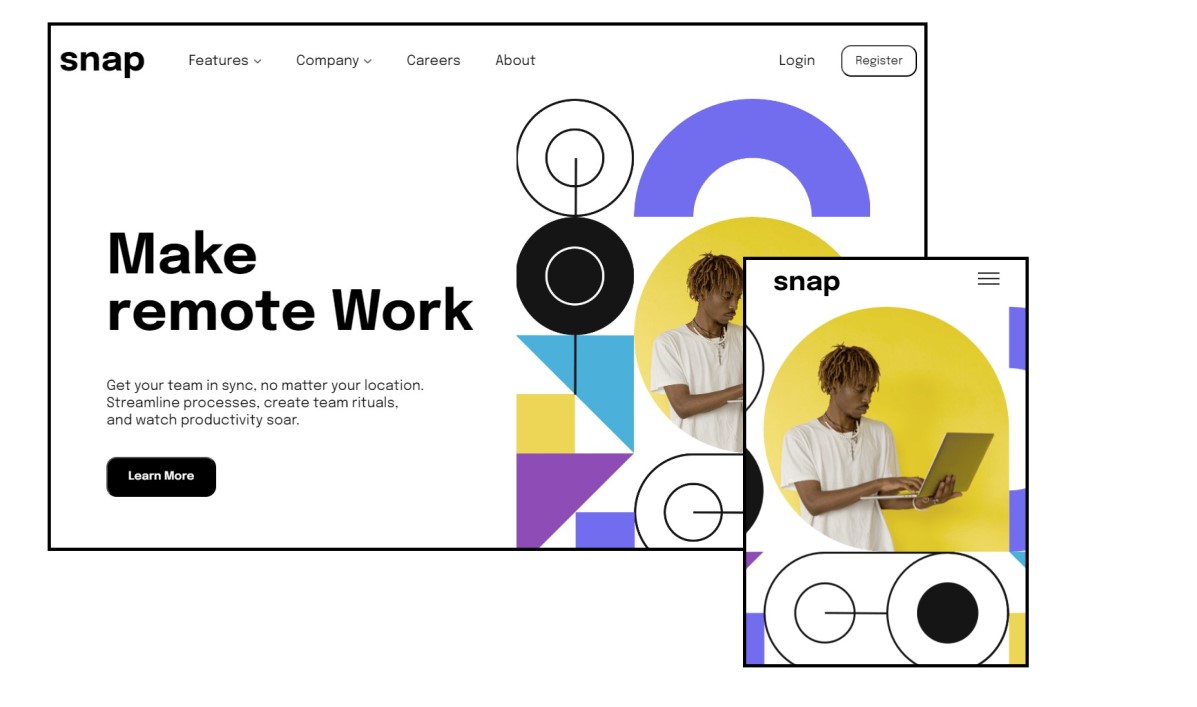 snap
Features
Company
Careers
About
Login
Register
Make
remote Work
Get your team in sync, no matter your location.
Streamline processes, create team rituals,
and watch productivity soar.
Learn More
snap